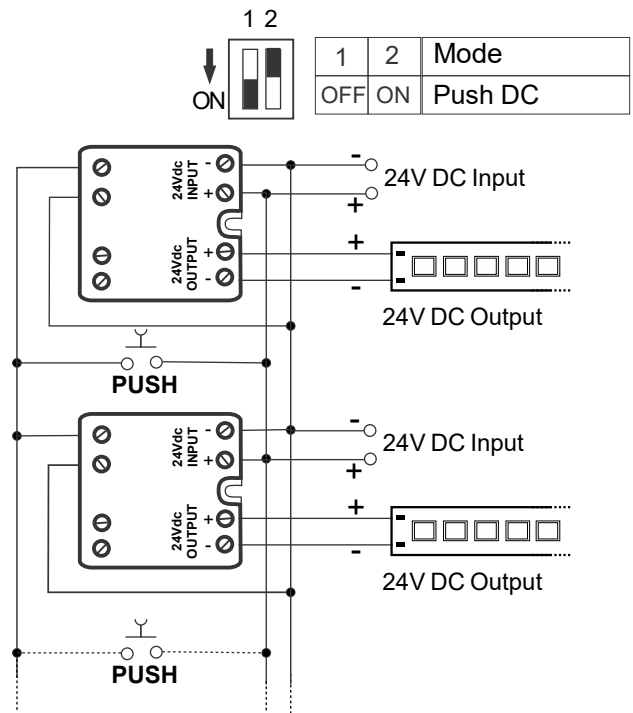 1 2
ON
1 2 Mode
OFF ON Push DC
24Vdc
INPUT
- 
+
24Vdc
OUTPUT
+
-
-
24V DC Input
+
+
-
24V DC Output
PUSH
24Vdc
INPUT
-
+
24Vdc
OUTPUT
+
-
-
24V DC Input
+
+
-
24V DC Output
PUSH